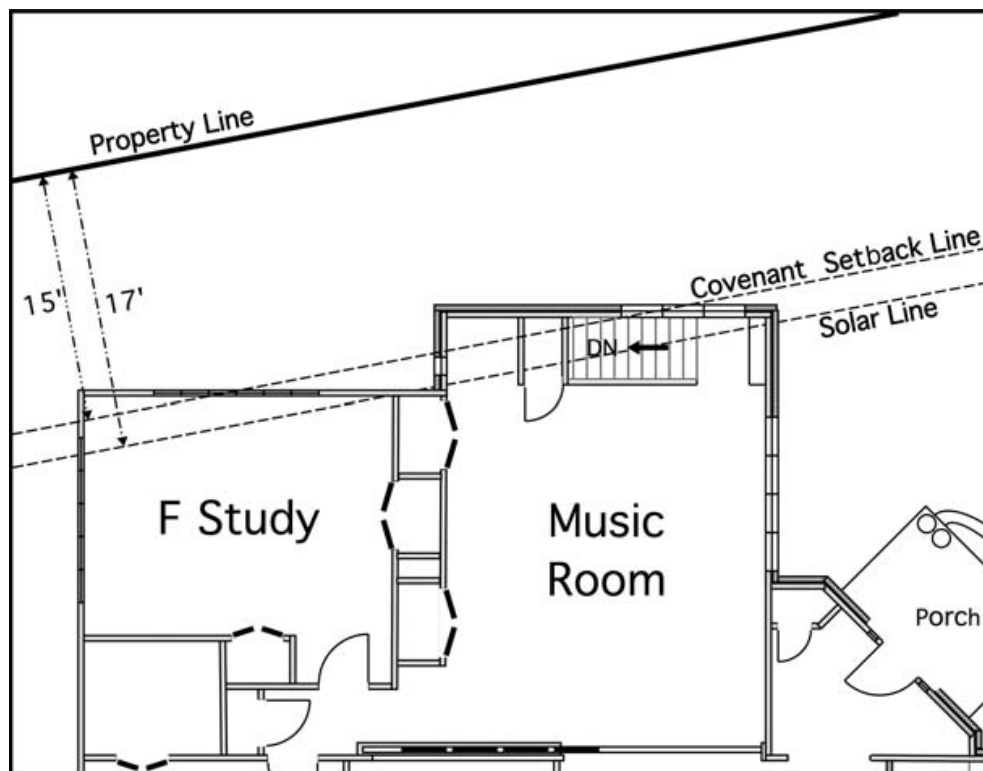 Property Line
Covenant Setback Line
15'
17'
Solar Line
DN
F Study
Music
Room
Porch